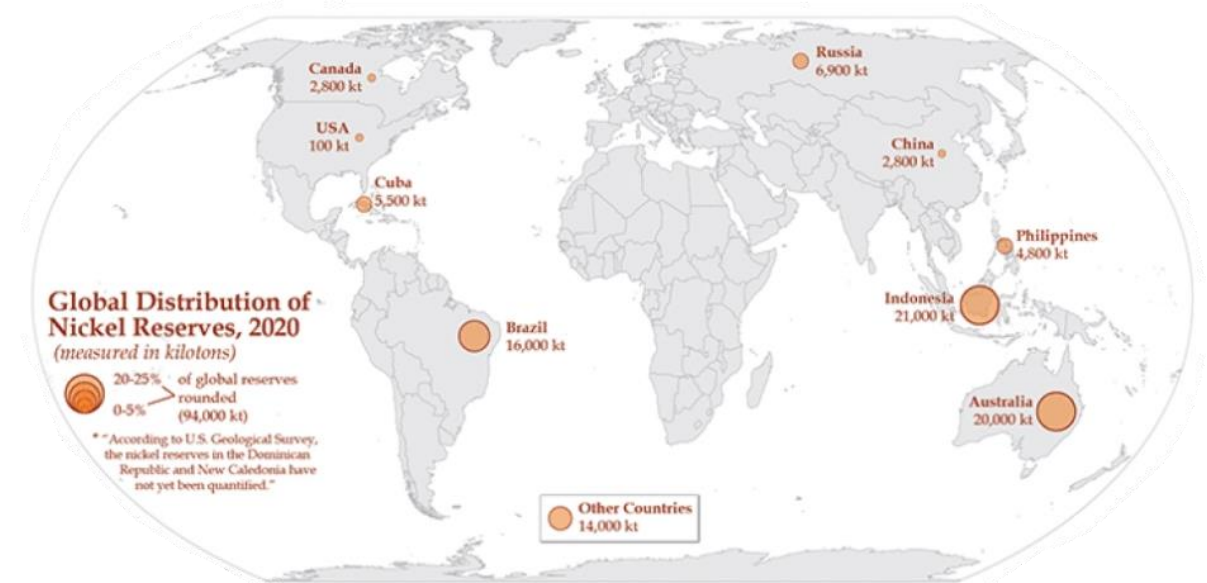 Canada
2,800 kt
USA
100 kt
Cuba
5,500 kt
Russia
6,900 kt
China
2,800 kt
Philippines
4,800 kt
Indonesia
21,000 kt
Brazil
16,000 kt
Australia
20,000 kt
Global Distribution of
Nickel Reserves, 2020
(measured in kilotons)
20-25% of global reserves
rounded
0-5% (94,000 kt)
* "According to U.S. Geological Survey,
the nickel reserves in the Dominican
Republic and New Caledonia have
not yet been quantified."
Other Countries
14,000 kt